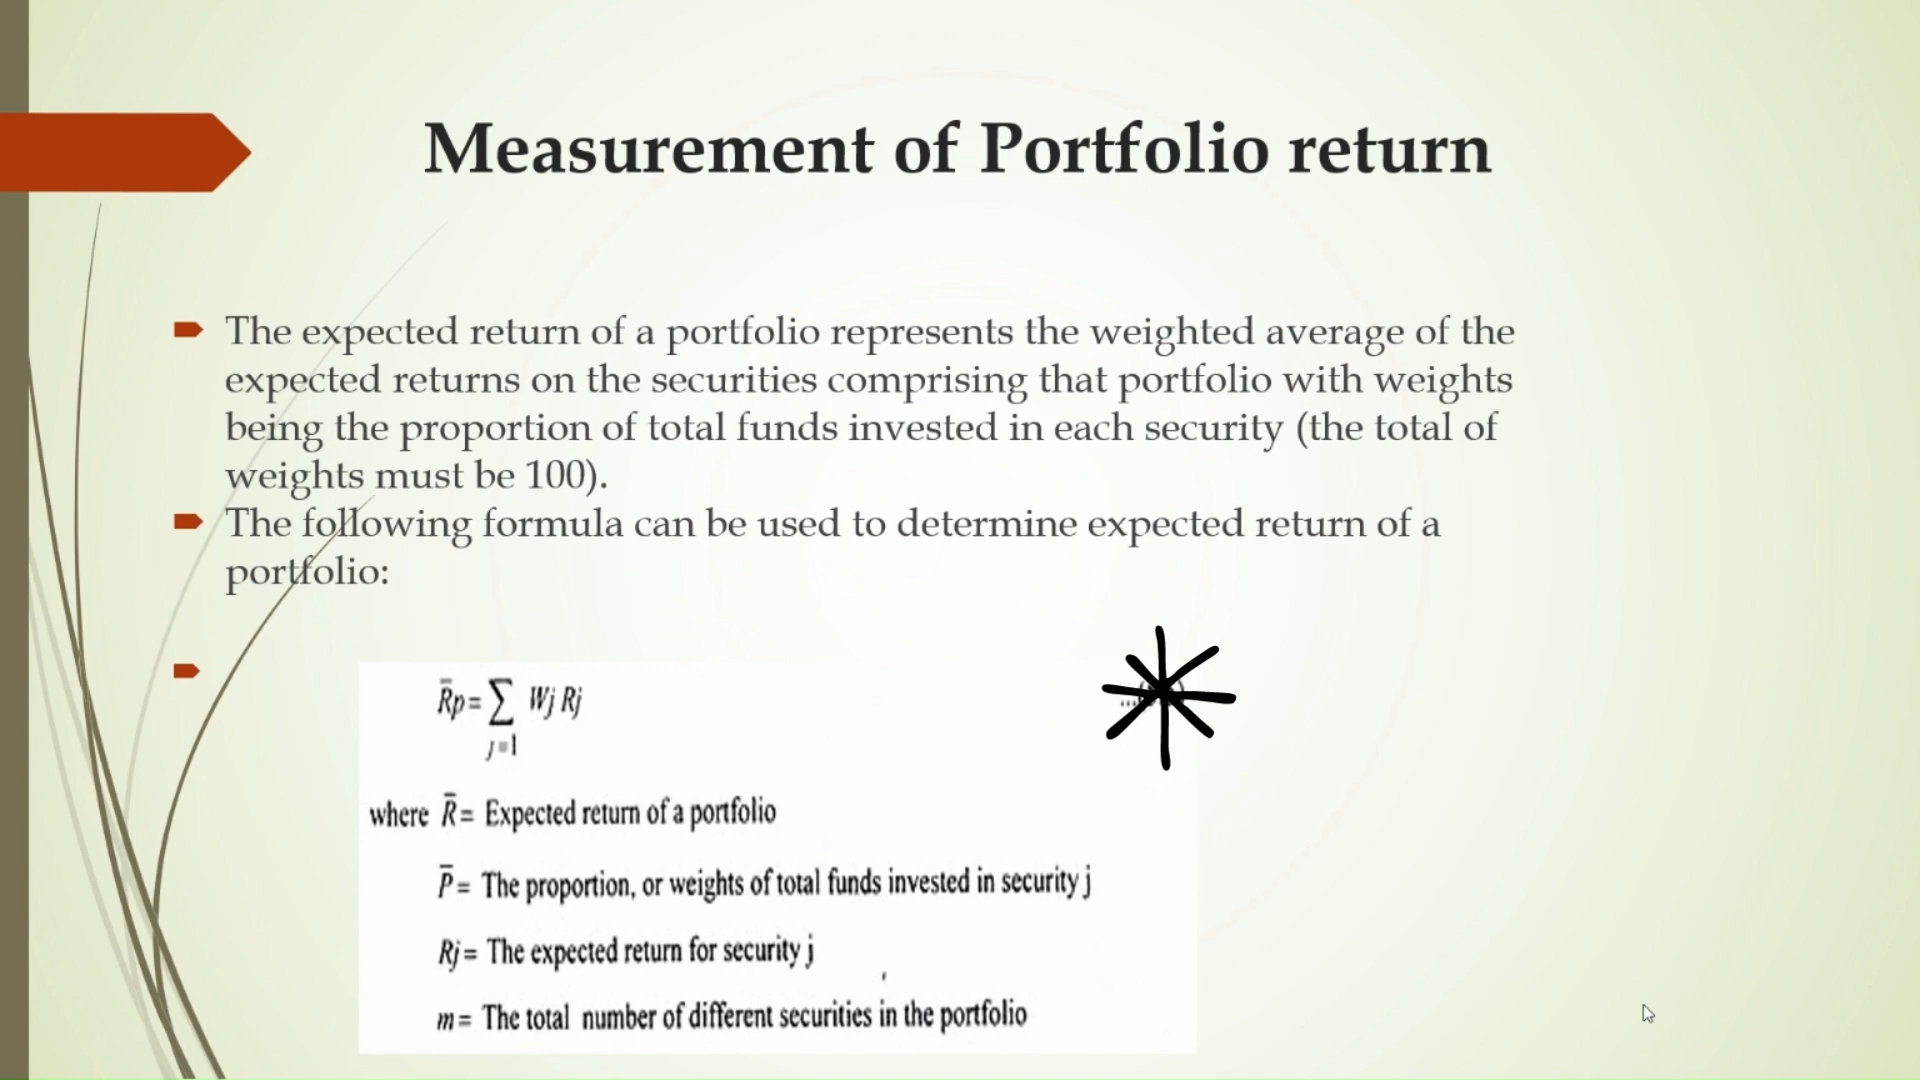 Measurement of Portfolio return
The expected return of a portfolio represents the weighted average of the
expected returns on the securities comprising that portfolio with weights
being the proportion of total funds invested in each security (the total of
weights must be 100).
The following formula can be used to determine expected return of a
portfolio:
R̄p = ∑ Wj Rj
j=1
where R̄ = Expected return of a portfolio
P̄ = The proportion, or weights of total funds invested in security j
Rj = The expected return for security j
m = The total number of different securities in the portfolio